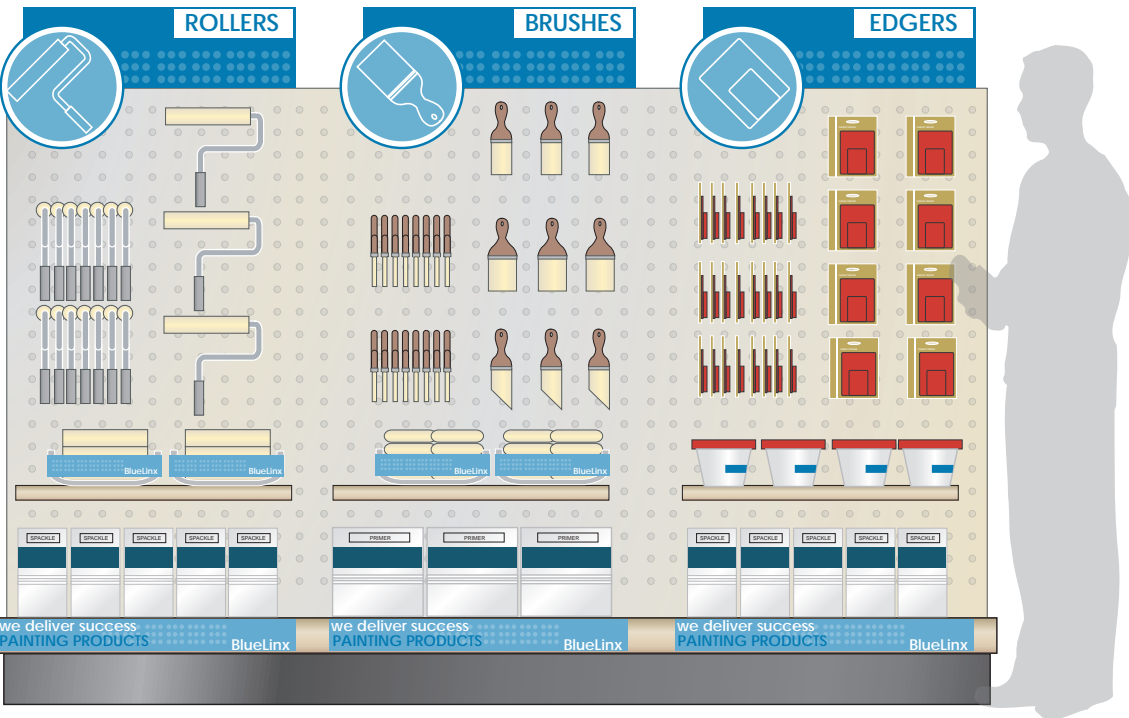 ROLLERS
BRUSHES
EDGERS
BlueLinx
BlueLinx
BlueLinx
BlueLinx
SPACKLE
SPACKLE
SPACKLE
SPACKLE
SPACKLE
PRIMER
PRIMER
PRIMER
SPACKLE
SPACKLE
SPACKLE
SPACKLE
SPACKLE
we deliver success
PAINTING PRODUCTS
BlueLinx
we deliver success
PAINTING PRODUCTS
BlueLinx
we deliver success
PAINTING PRODUCTS
BlueLinx